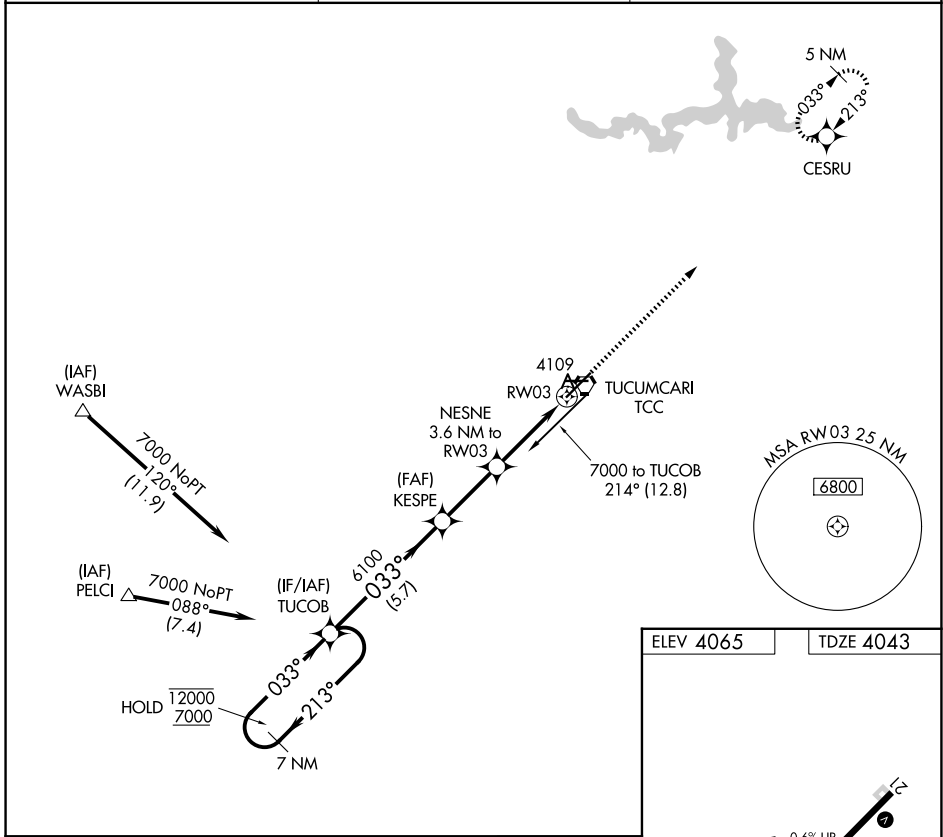 5 NM
033°
213°
CESRU
4109
RW03
TUCUMCARI
TCC
(IAF)
WASBI
NESNE
3.6 NM to
RW03
7000 NoPT
120°
(11.9)
(FAF)
KESPE
7000 to TUCOB
214° (12.8)
MSA RW03 25 NM
6800
(IAF)
PELCI
7000 NoPT
088°
(7.4)
(IF/IAF)
TUCOB
6100
033°
(5.7)
033°
213°
HOLD 12000
7000
7 NM
ELEV 4065
TDZE 4043
21
V
0.6% UP